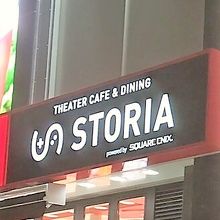 THEATER CAFE & DINING
STORIA
powered by SQUARE ENIX.